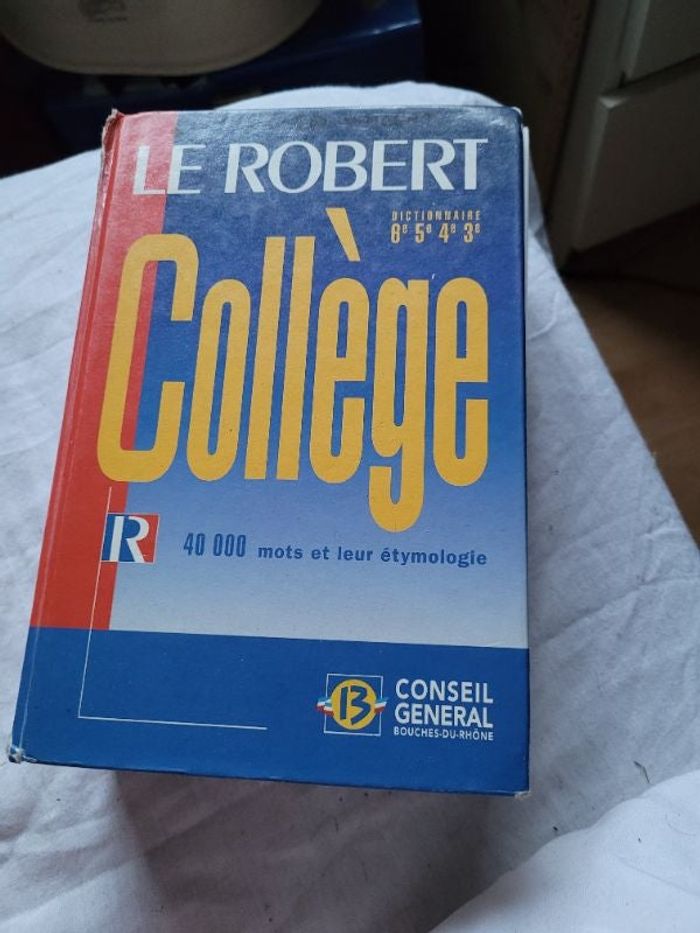 LE ROBERT
DICTIONNAIRE
6e 5e 4e 3e
Collège
R
40 000 mots et leur étymologie
13
CONSEIL
GENERAL
BOUCHES-DU-RHÔNE